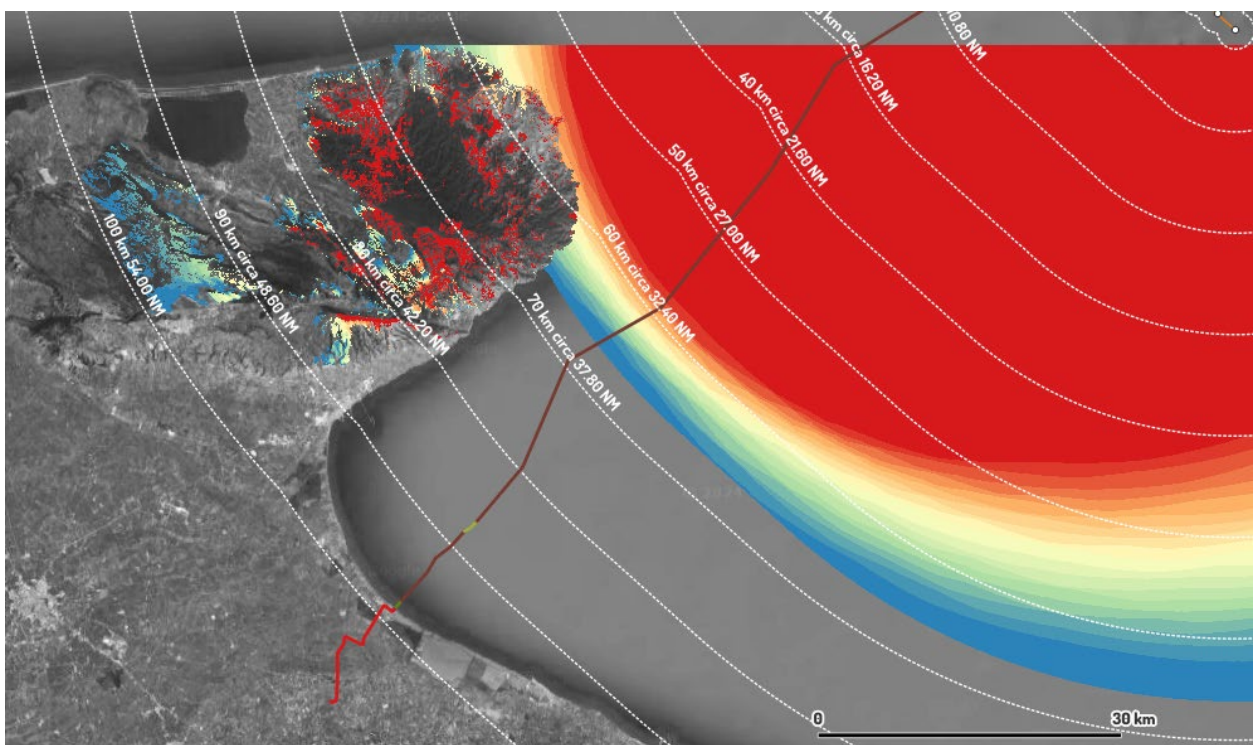 0.80 NM
km circa 16.20 NM
40 km circa 21.60 NM
50 km circa 27.00 NM
60 km circa 32.40 NM
70 km circa 37.80 NM
km circa 42.20 NM
90 km circa 48.60 NM
100 km 54.00 NM
0 30 km